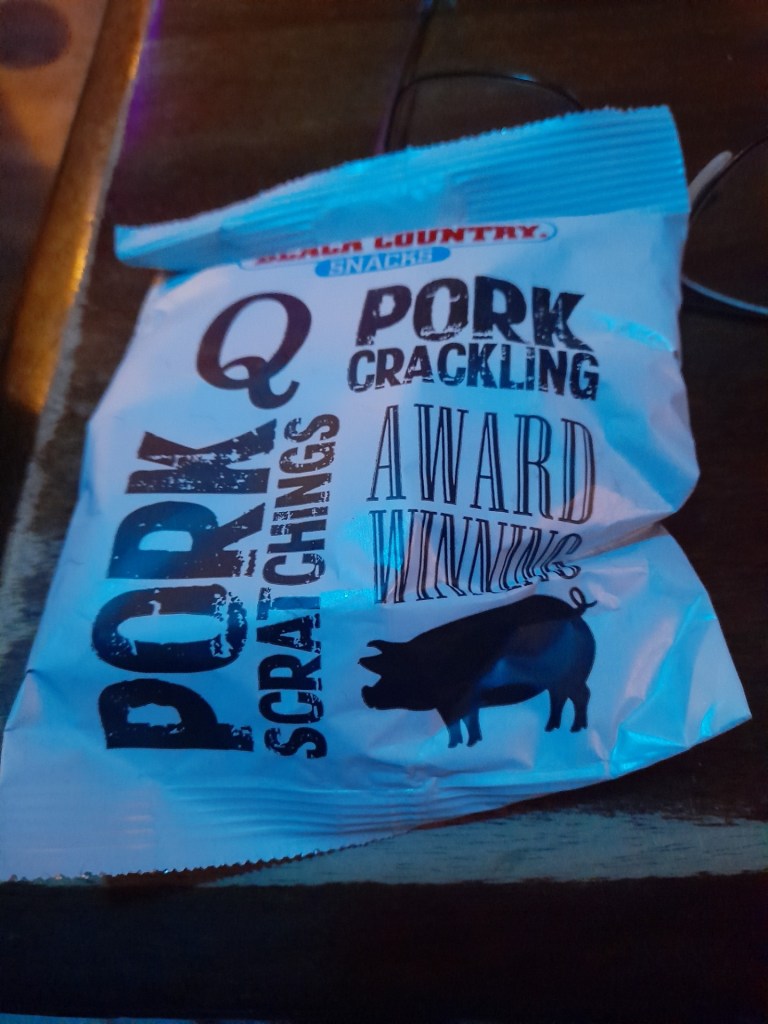 BLACK COUNTRY.
SNACKS
Q
PORK
SCRATCHINGS
PORK
CRACKLING
AWARD
WINNING